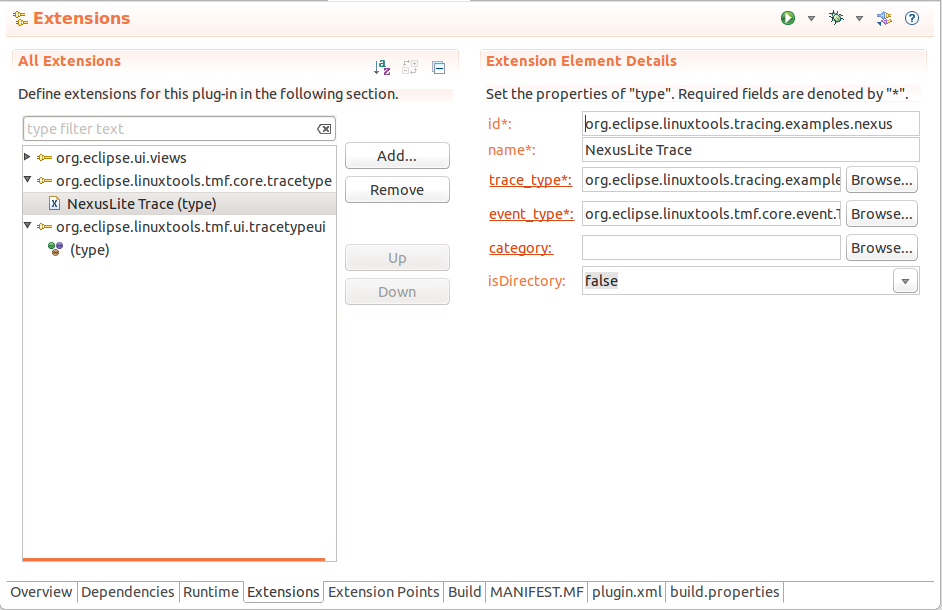 Extensions
All Extensions
Define extensions for this plug-in in the following section.
type filter text
org.eclipse.ui.views
org.eclipse.linuxtools.tmf.core.tracetype
NexusLite Trace (type)
org.eclipse.linuxtools.tmf.ui.tracetypeui
(type)
Add...
Remove
Up
Down
Extension Element Details
Set the properties of "type". Required fields are denoted by "*".
id*: org.eclipse.linuxtools.tracing.examples.nexus
name*: NexusLite Trace
trace_type*: org.eclipse.linuxtools.tracing.example Browse...
event_type*: org.eclipse.linuxtools.tmf.core.event.T Browse...
category: Browse...
isDirectory: false
Overview Dependencies Runtime Extensions Extension Points Build MANIFEST.MF plugin.xml build.properties